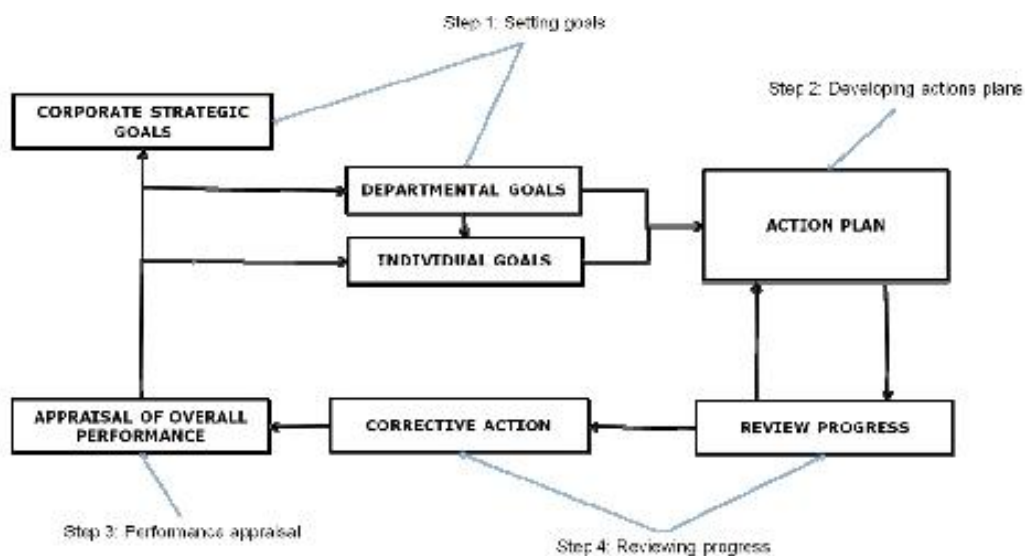 Step 1: Setting goals
Step 2: Developing actions plans
CORPORATE STRATEGIC
GOALS
DEPARTMENTAL GOALS
ACTION PLAN
INDIVIDUAL GOALS
APPRAISAL OF OVERALL
PERFORMANCE
CORRECTIVE ACTION
REVIEW PROGRESS
Step 3: Performance appraisal
Step 4: Reviewing progress